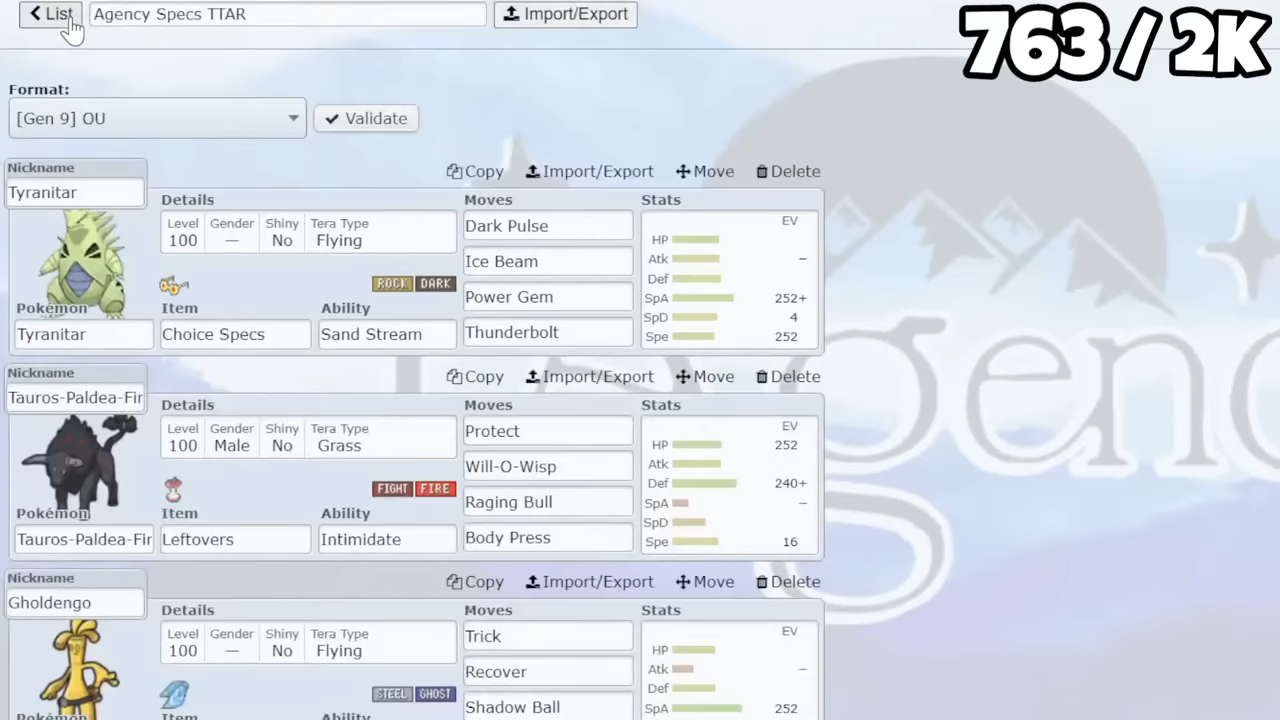 List
Agency Specs TTAR
Import/Export
763 / 2K
Format:
[Gen 9] OU
Validate
Nickname
Copy
Import/Export
Move
Delete
Tyranitar
Details
Moves
Stats
Level
Gender
Shiny
Tera Type
100
—
No
Flying
Dark Pulse
Ice Beam
Power Gem
Thunderbolt
EV
HP
Atk –
Def
SpA 252+
SpD 4
Spe 252
ROCK DARK
Pokémon
Item
Ability
Tyranitar
Choice Specs
Sand Stream
Nickname
Copy
Import/Export
Move
Delete
Tauros-Paldea-Fir
Details
Moves
Stats
Level
Gender
Shiny
Tera Type
100
Male
No
Grass
Protect
Will-O-Wisp
Raging Bull
Body Press
EV
HP 252
Atk
Def 240+
SpA –
SpD
Spe 16
FIGHT FIRE
Pokémon
Item
Ability
Tauros-Paldea-Fir
Leftovers
Intimidate
Nickname
Copy
Import/Export
Move
Delete
Gholdengo
Details
Moves
Stats
Level
Gender
Shiny
Tera Type
100
—
No
Flying
Trick
Recover
Shadow Ball
EV
HP
Atk –
Def
SpA 252
STEEL GHOST
Pokémon
Item
Ability